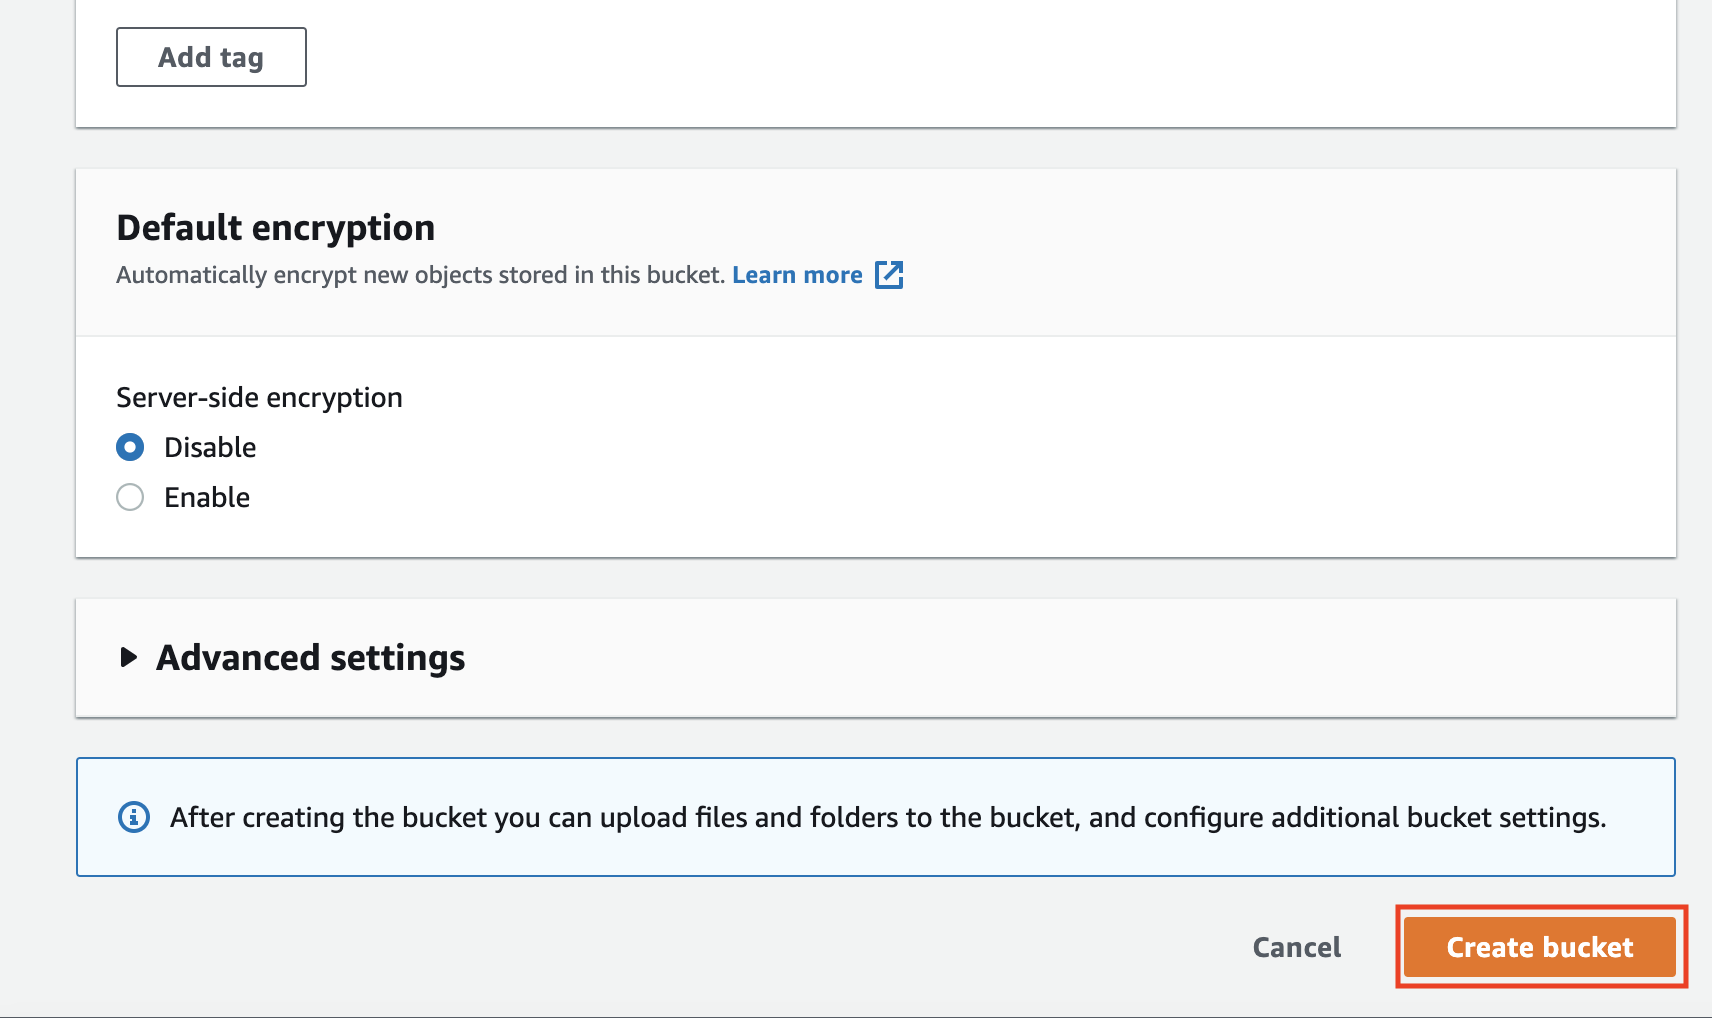 Add tag
Default encryption
Automatically encrypt new objects stored in this bucket. Learn more
Server-side encryption
Disable
Enable
Advanced settings
After creating the bucket you can upload files and folders to the bucket, and configure additional bucket settings.
Cancel
Create bucket